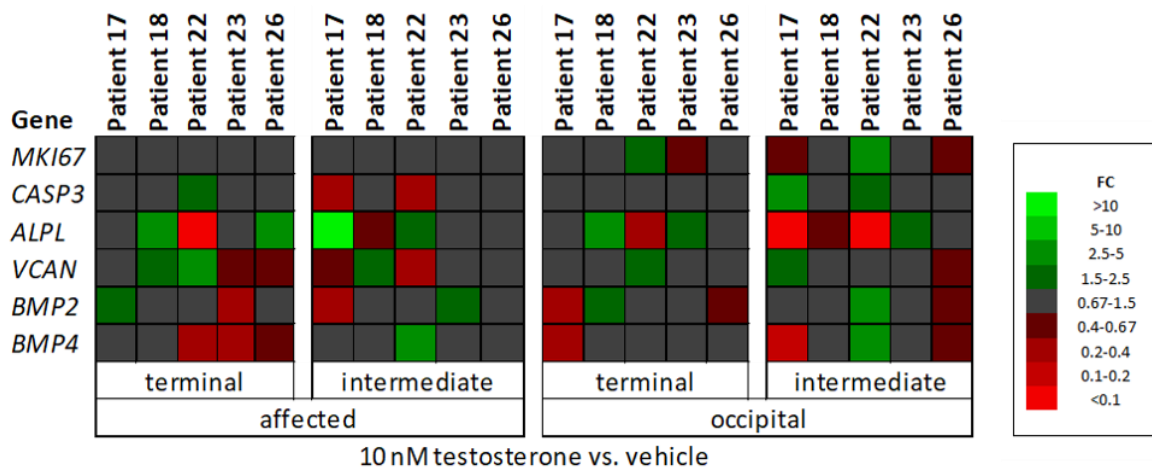 Patient 17 Patient 18 Patient 22 Patient 23 Patient 26 Patient 17 Patient 18 Patient 22 Patient 23 Patient 26 Patient 17 Patient 18 Patient 22 Patient 23 Patient 26 Patient 17 Patient 18 Patient 22 Patient 23 Patient 26
Gene
MKI67
CASP3
ALPL
VCAN
BMP2
BMP4
terminal intermediate terminal intermediate
affected occipital
10 nM testosterone vs. vehicle
FC
>10
5-10
2.5-5
1.5-2.5
0.67-1.5
0.4-0.67
0.2-0.4
0.1-0.2
<0.1